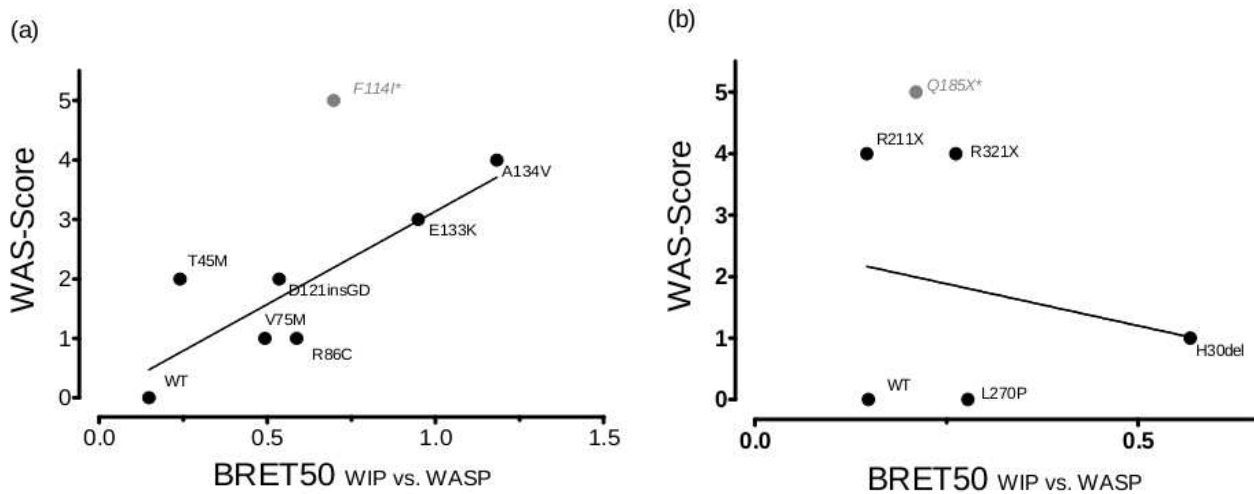 (a)
F114I*
5
A134V
4
3
E133K
T45M
2
D121insGD
V75M
1
R86C
WT
0
0.0 0.5 1.0 1.5
WAS-Score
BRET50 WIP vs. WASP
(b)
Q185X*
5
R211X
R321X
4
3
2
1
H30del
WT
L270P
0
0.0 0.5
WAS-Score
BRET50 WIP vs. WASP